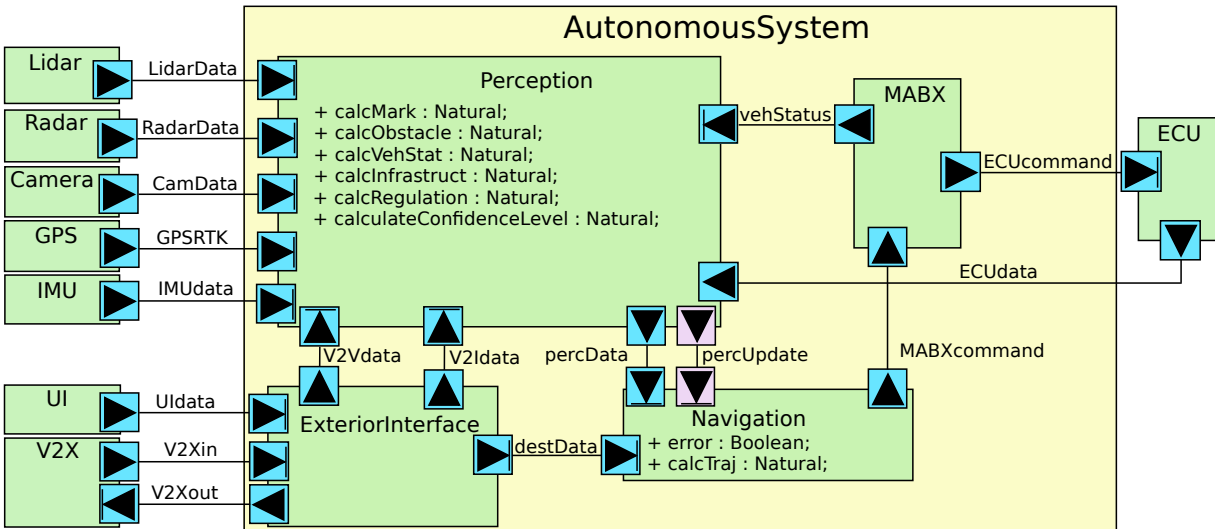 AutonomousSystem
Lidar
LidarData
Radar
RadarData
Camera
CamData
GPS
GPSRTK
IMU
IMUdata
Perception
+ calcMark : Natural;
+ calcObstacle : Natural;
+ calcVehStat : Natural;
+ calcInfrastruct : Natural;
+ calcRegulation : Natural;
+ calculateConfidenceLevel : Natural;
vehStatus
MABX
ECUcommand
ECU
ECUdata
V2Vdata
V2Idata
percData
percUpdate
MABXcommand
UI
UIdata
V2X
V2Xin
V2Xout
ExteriorInterface
destData
Navigation
+ error : Boolean;
+ calcTraj : Natural;